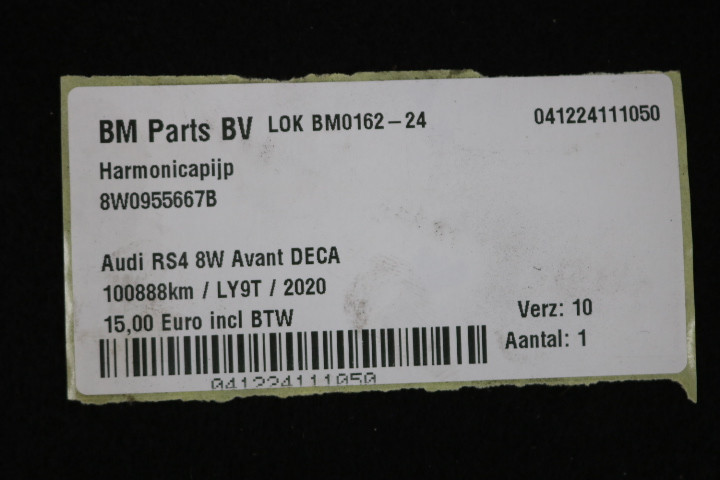 BM Parts BV LOK BM0162-24 041224111050
Harmonicapijp
8W0955667B
Audi RS4 8W Avant DECA
100888km / LY9T / 2020
15,00 Euro incl BTW
Verz: 10
Aantal: 1
041224111050